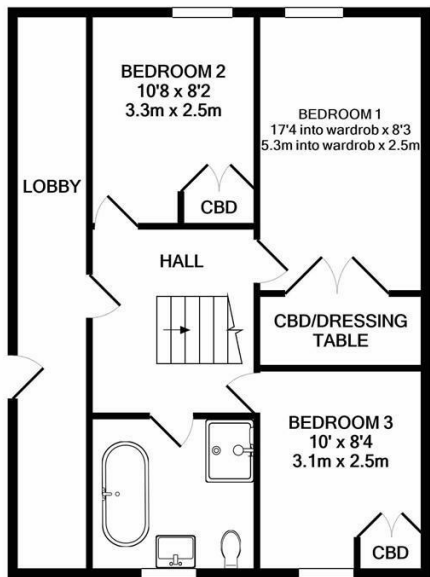 BEDROOM 2
10'8 x 8'2
3.3m x 2.5m
BEDROOM 1
17'4 into wardrob x 8'3
5.3m into wardrob x 2.5m
LOBBY
CBD
HALL
CBD/DRESSING
TABLE
BEDROOM 3
10' x 8'4
3.1m x 2.5m
CBD